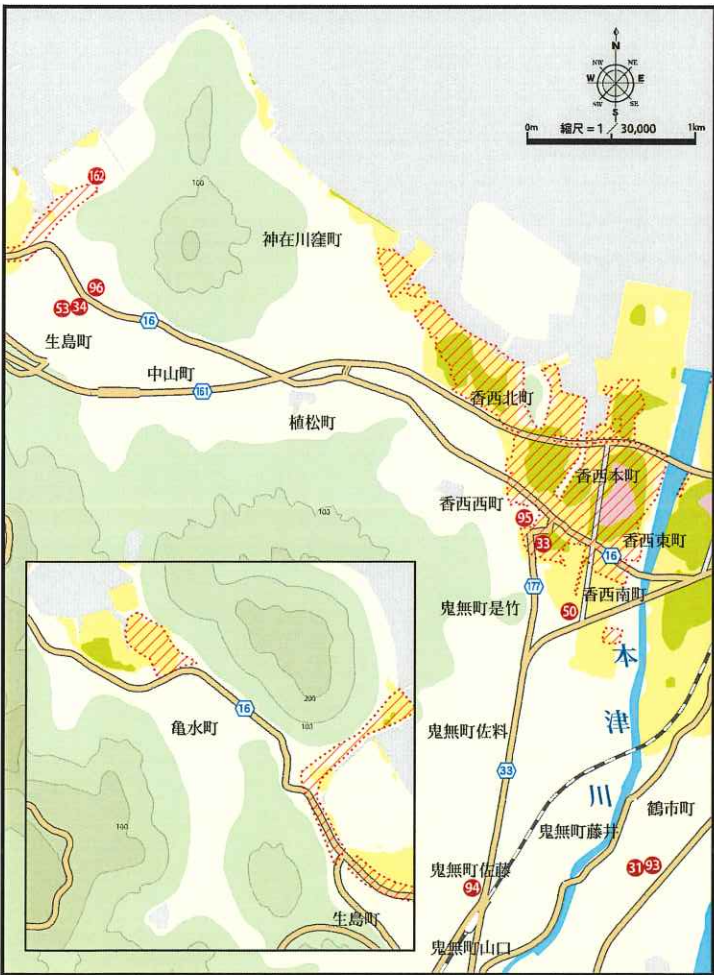 N
NW NE
W E
SW SE
S
0m 縮尺=1/30,000 1km
162
100
神在川窪町
96
53 34
16
生島町
中山町
161
植松町
香西北町
香西本町
100
香西西町
95
33
香西東町
16
177
香西南町
鬼無町是竹
50
本津川
200
16
100
亀水町
鬼無町佐料
33
鶴市町
100
鬼無町藤井
31 93
鬼無町佐藤
94
生島町
鬼無町山口